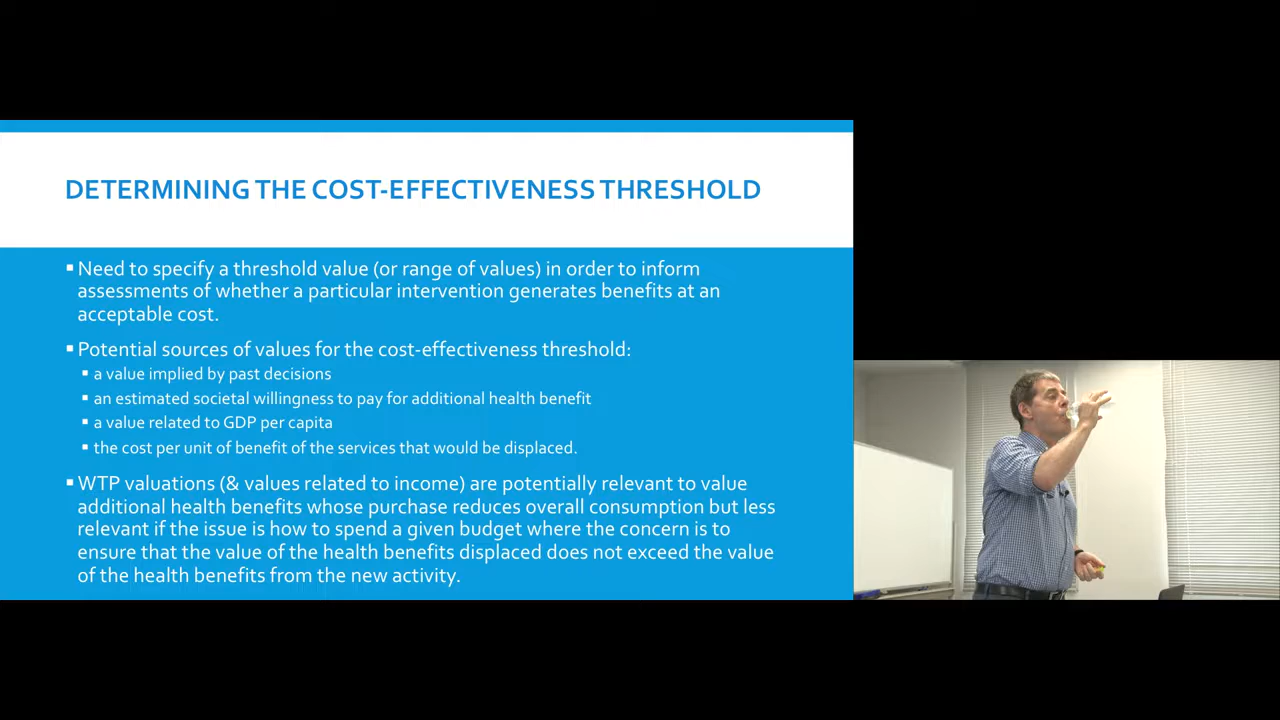 DETERMINING THE COST-EFFECTIVENESS THRESHOLD
▪ Need to specify a threshold value (or range of values) in order to inform
assessments of whether a particular intervention generates benefits at an
acceptable cost.
▪ Potential sources of values for the cost-effectiveness threshold:
▪ a value implied by past decisions
▪ an estimated societal willingness to pay for additional health benefit
▪ a value related to GDP per capita
▪ the cost per unit of benefit of the services that would be displaced.
▪ WTP valuations (& values related to income) are potentially relevant to value
additional health benefits whose purchase reduces overall consumption but less
relevant if the issue is how to spend a given budget where the concern is to
ensure that the value of the health benefits displaced does not exceed the value
of the health benefits from the new activity.